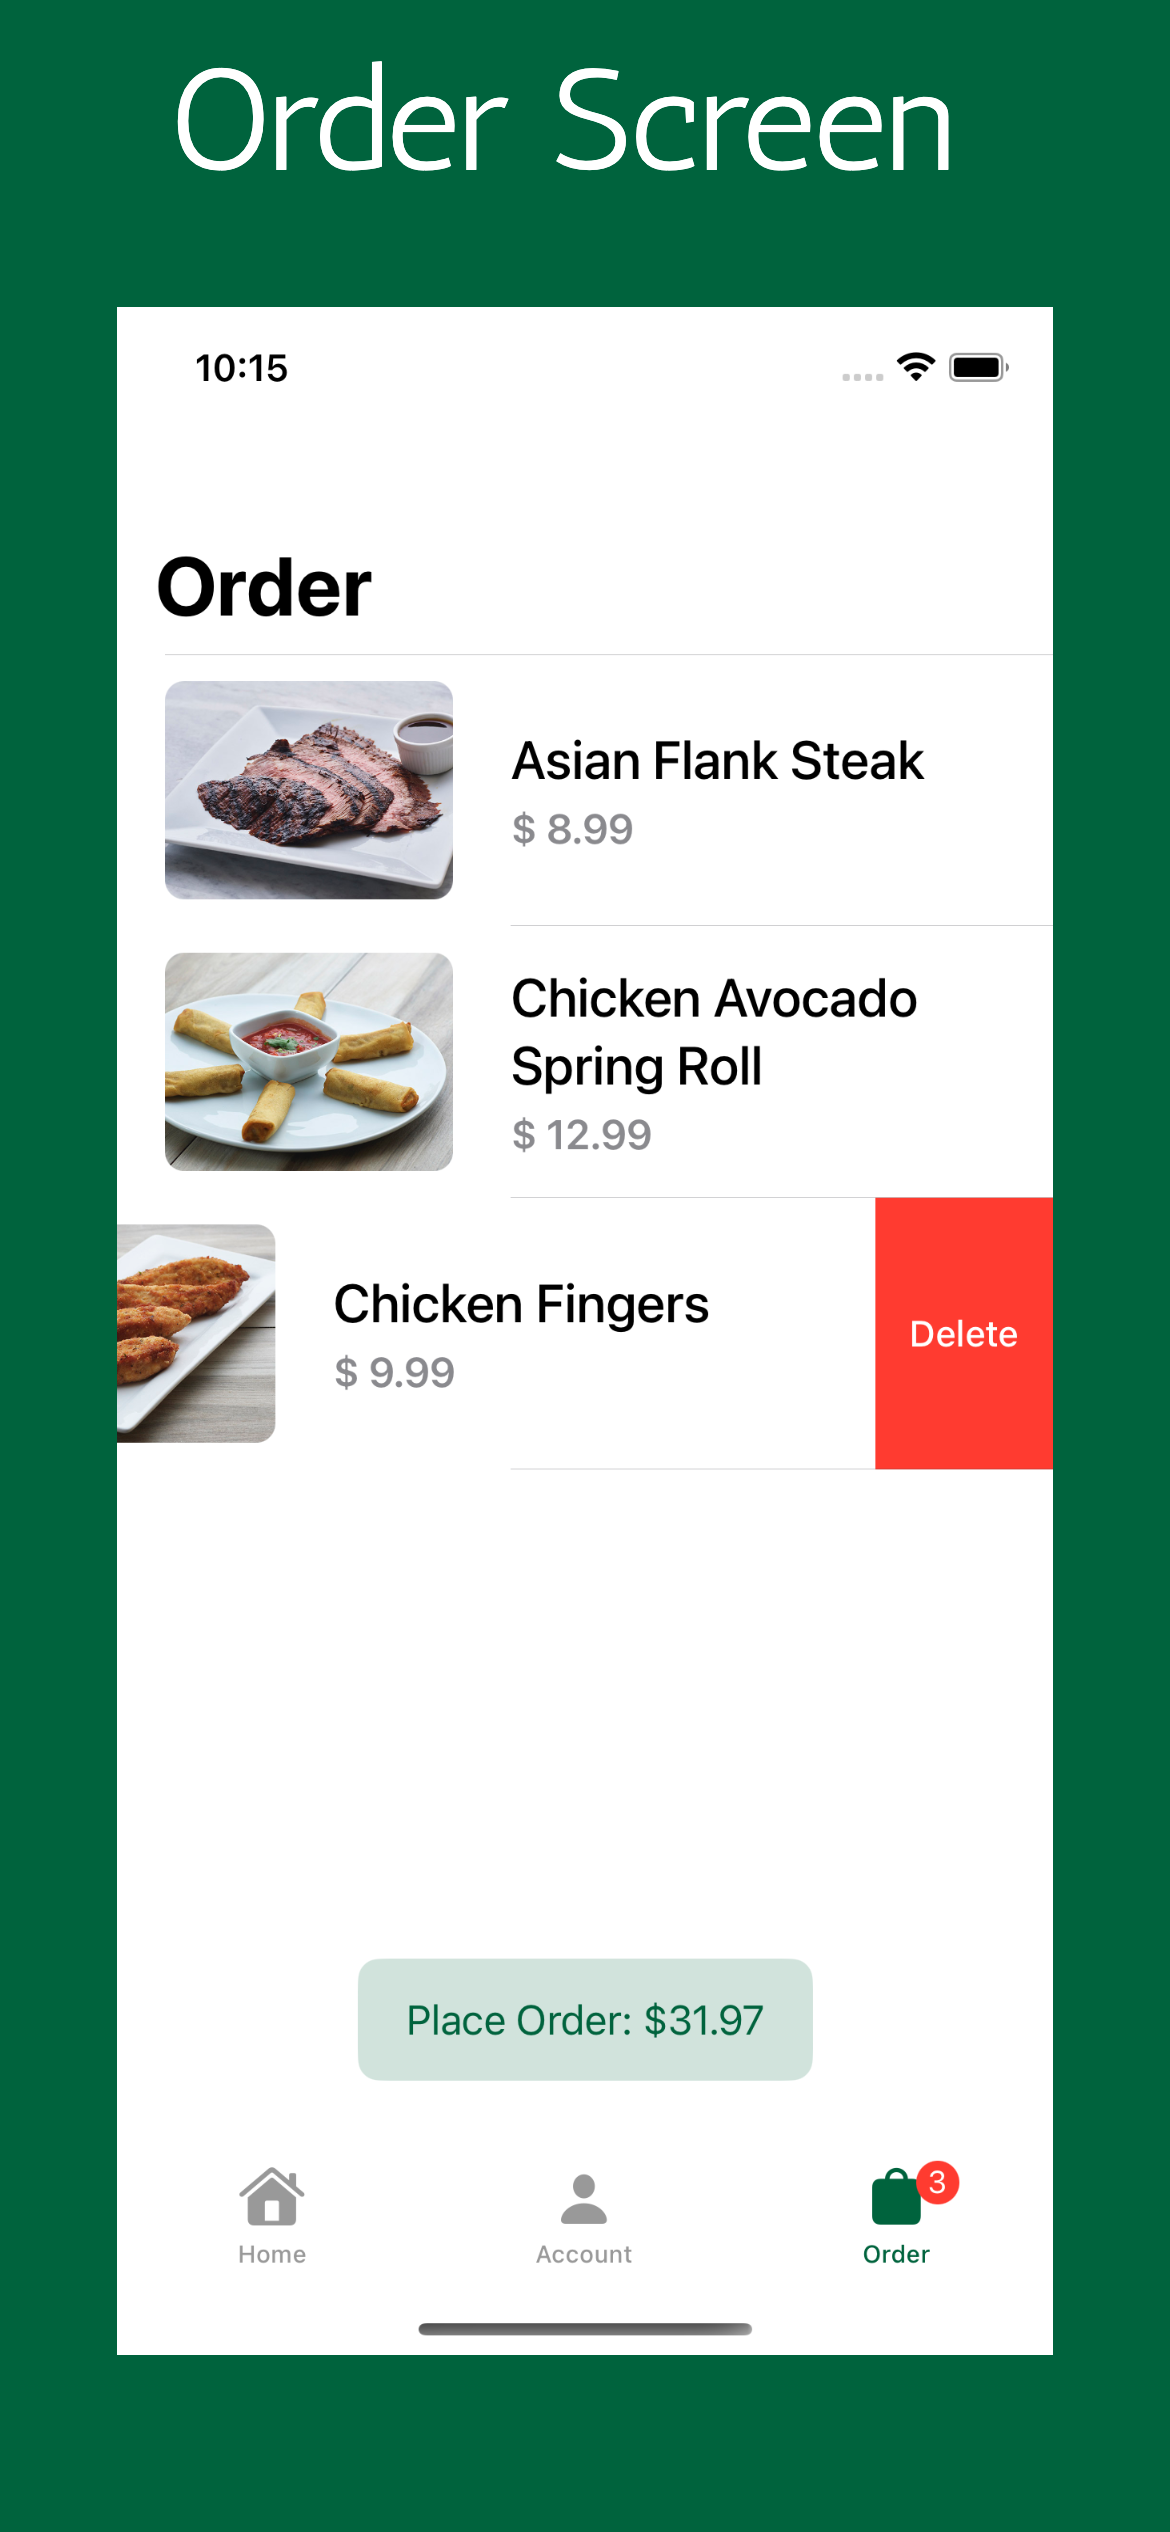 Order Screen
10:15
Order
Asian Flank Steak
$ 8.99
Chicken Avocado
Spring Roll
$ 12.99
Chicken Fingers
$ 9.99
Delete
Place Order: $31.97
3
Home
Account
Order